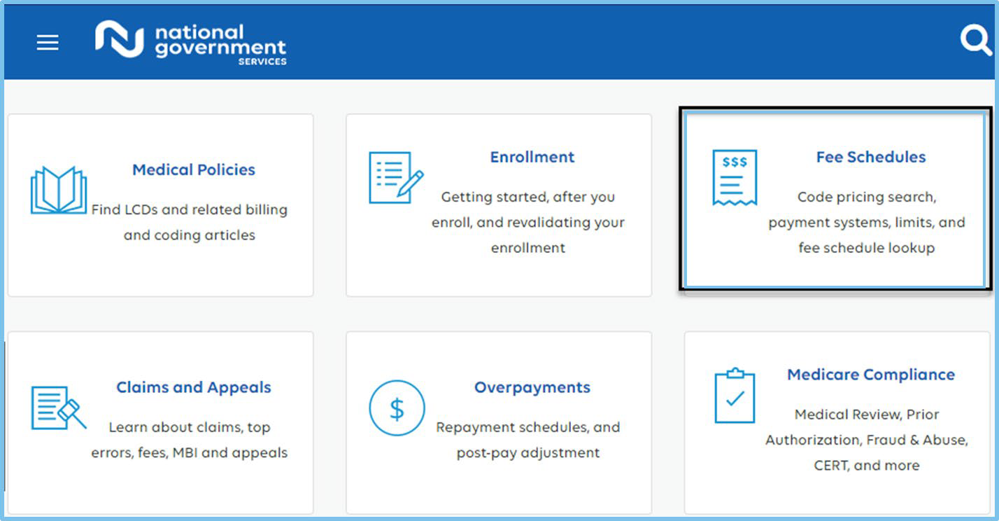 national
government
SERVICES
Medical Policies
Find LCDs and related billing
and coding articles
Enrollment
Getting started, after you
enroll, and revalidating your
enrollment
$$$
Fee Schedules
Code pricing search,
payment systems, limits, and
fee schedule lookup
Claims and Appeals
Learn about claims, top
errors, fees, MBI and appeals
$
Overpayments
Repayment schedules, and
post-pay adjustment
Medicare Compliance
Medical Review, Prior
Authorization, Fraud & Abuse,
CERT, and more